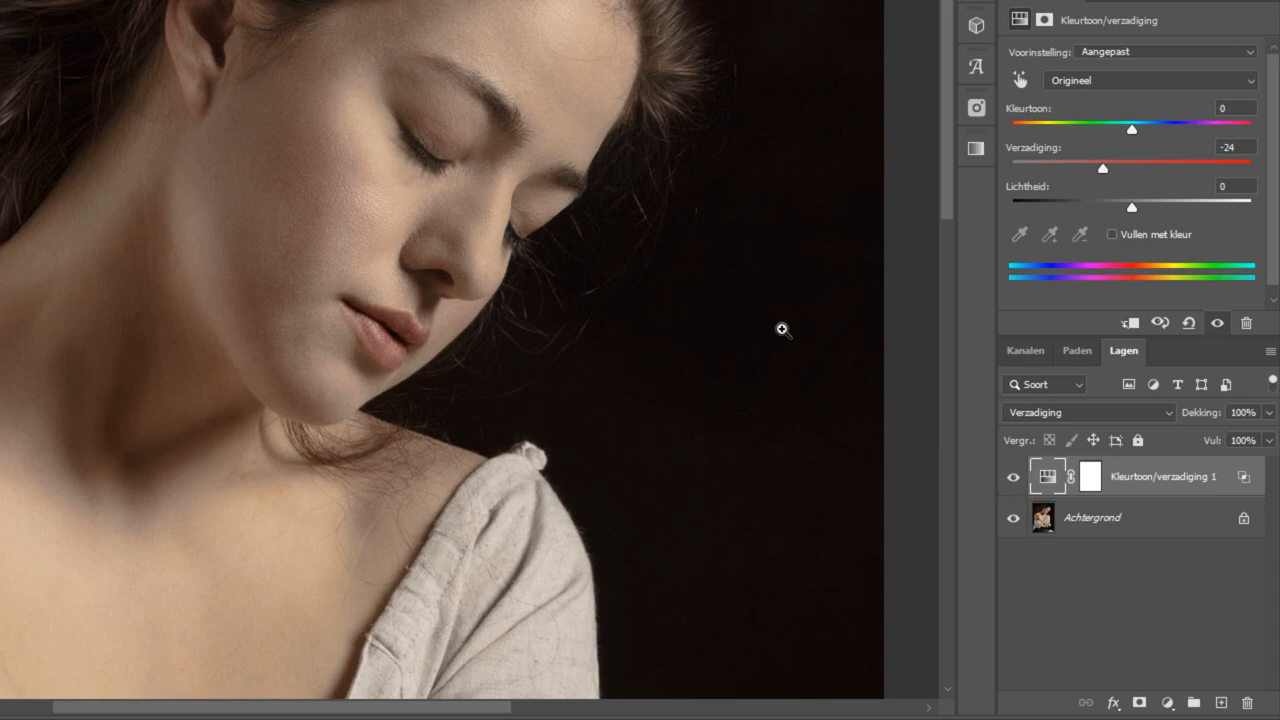 Kleurtoon/verzadiging
Voorinstelling: Aangepast
Origineel
Kleurtoon: 0
Verzadiging: -24
Lichtheid: 0
Vullen met kleur
Kanalen Paden Lagen
Soort
Verzadiging Dekking: 100%
Vergr.: Vul: 100%
Kleurtoon/verzadiging 1
Achtergrond
fx